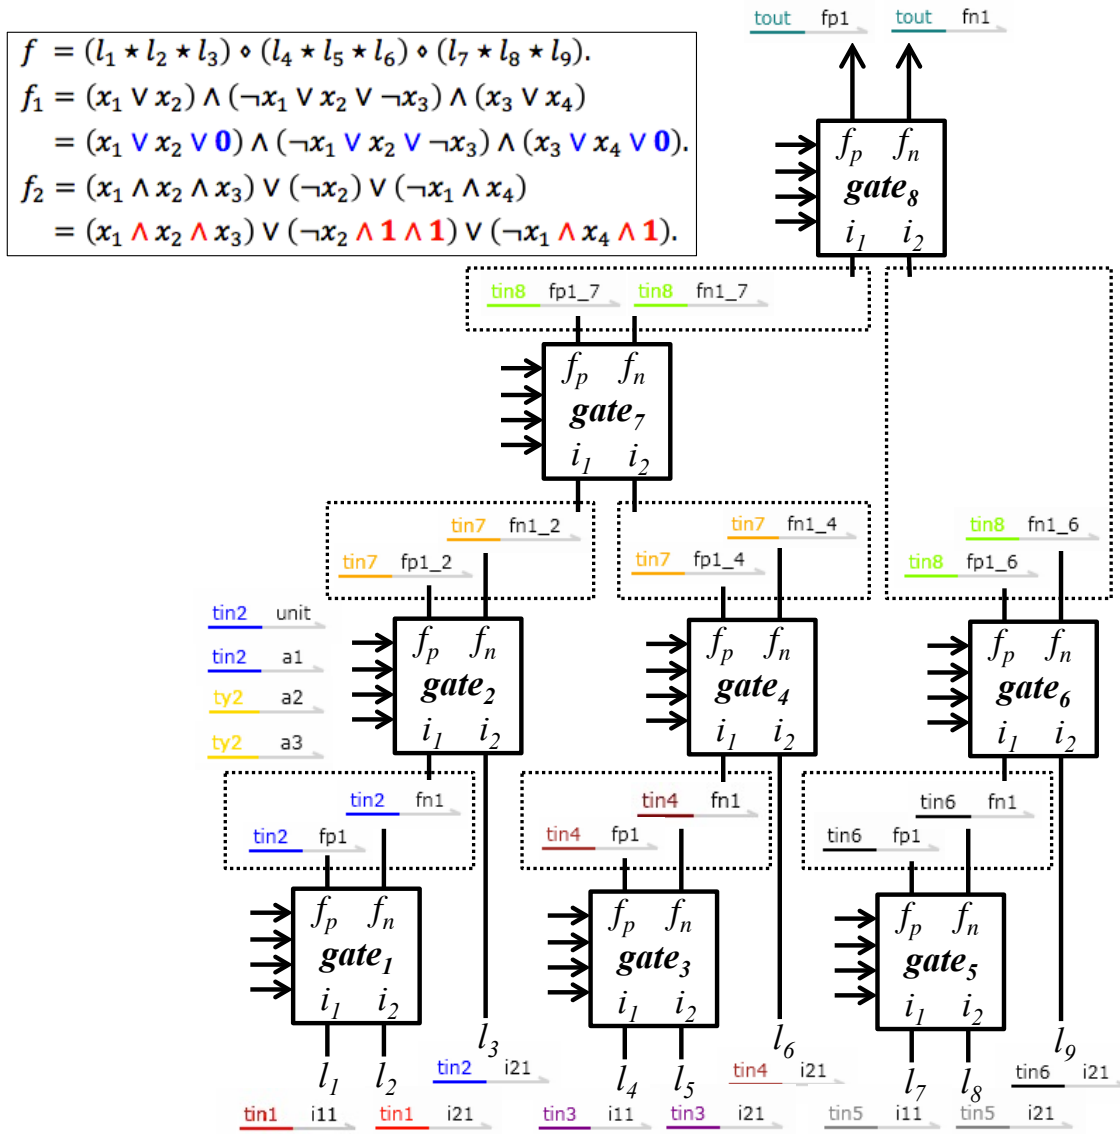 tout fp1 tout fn1
f = (l₁ ⋆ l₂ ⋆ l₃) ⋄ (l₄ ⋆ l₅ ⋆ l₆) ⋄ (l₇ ⋆ l₈ ⋆ l₉).
f₁ = (x₁ ∨ x₂) ∧ (¬x₁ ∨ x₂ ∨ ¬x₃) ∧ (x₃ ∨ x₄)
= (x₁ ∨ x₂ ∨ 0) ∧ (¬x₁ ∨ x₂ ∨ ¬x₃) ∧ (x₃ ∨ x₄ ∨ 0).
f₂ = (x₁ ∧ x₂ ∧ x₃) ∨ (¬x₂) ∨ (¬x₁ ∧ x₄)
= (x₁ ∧ x₂ ∧ x₃) ∨ (¬x₂ ∧ 1 ∧ 1) ∨ (¬x₁ ∧ x₄ ∧ 1).
fₚ fₙ
gate₈
i₁ i₂
tin8 fp1_7 tin8 fn1_7
fₚ fₙ
gate₇
i₁ i₂
tin7 fn1_2 tin7 fn1_4 tin8 fn1_6
tin7 fp1_2 tin7 fp1_4 tin8 fp1_6
tin2 unit
tin2 a1
ty2 a2
ty2 a3
fₚ fₙ fₚ fₙ fₚ fₙ
gate₂ gate₄ gate₆
i₁ i₂ i₁ i₂ i₁ i₂
tin2 fn1 tin4 fn1 tin6 fn1
tin2 fp1 tin4 fp1 tin6 fp1
fₚ fₙ fₚ fₙ fₚ fₙ
gate₁ gate₃ gate₅
i₁ i₂ i₁ i₂ i₁ i₂
l₃ l₆ l₉
l₁ l₂ l₄ l₅ l₇ l₈
tin2 i21 tin4 i21 tin6 i21
tin1 i11 tin1 i21 tin3 i11 tin3 i21 tin5 i11 tin5 i21